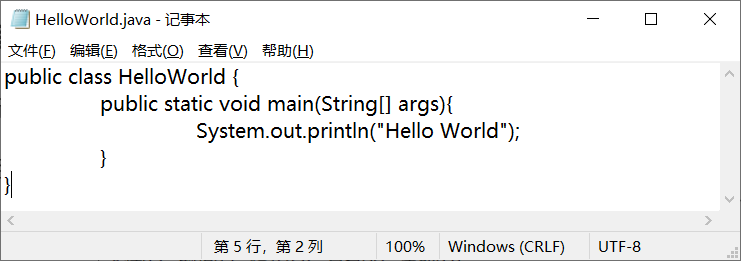 HelloWorld.java - 记事本
文件(F) 编辑(E) 格式(O) 查看(V) 帮助(H)
public class HelloWorld {
public static void main(String[] args){
System.out.println("Hello World");
}
}
第 5 行，第 2 列 100% Windows (CRLF) UTF-8